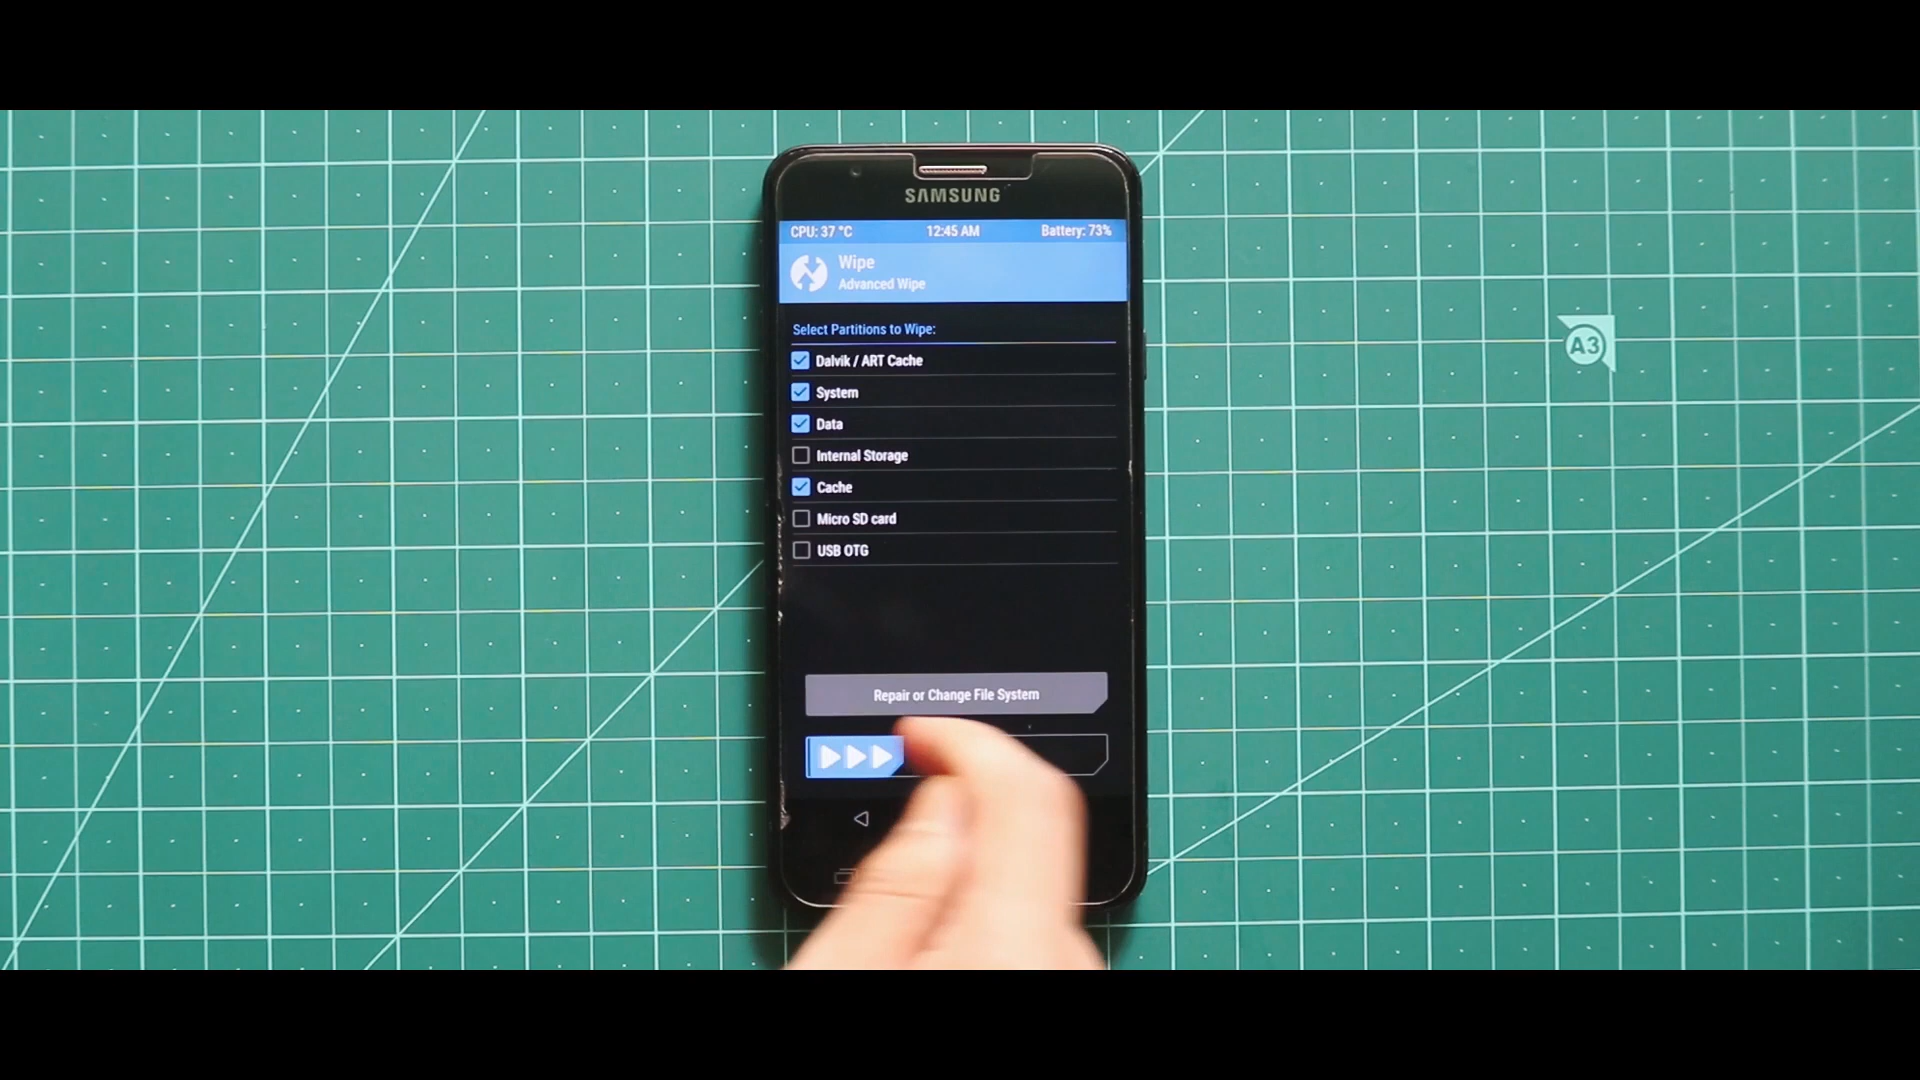 SAMSUNG
CPU: 37 °C 12:45 AM Battery: 73%
Wipe
Advanced Wipe
Select Partitions to Wipe:
Dalvik / ART Cache
System
Data
Internal Storage
Cache
Micro SD card
USB OTG
Repair or Change File System
A3